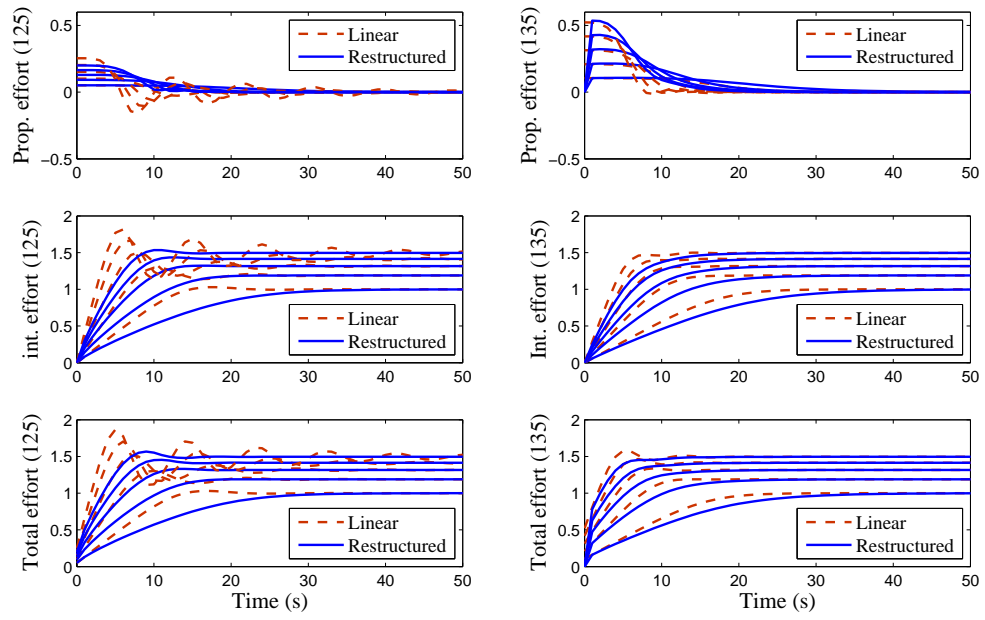 Prop. effort (125)
0.5
0
−0.5
0 10 20 30 40 50
Linear
Restructured
Prop. effort (135)
0.5
0
−0.5
0 10 20 30 40 50
Linear
Restructured
int. effort (125)
2
1.5
1
0.5
0
0 10 20 30 40 50
Linear
Restructured
Int. effort (135)
2
1.5
1
0.5
0
0 10 20 30 40 50
Linear
Restructured
Total effort (125)
2
1.5
1
0.5
0
0 10 20 30 40 50
Time (s)
Linear
Restructured
Total effort (135)
2
1.5
1
0.5
0
0 10 20 30 40 50
Time (s)
Linear
Restructured